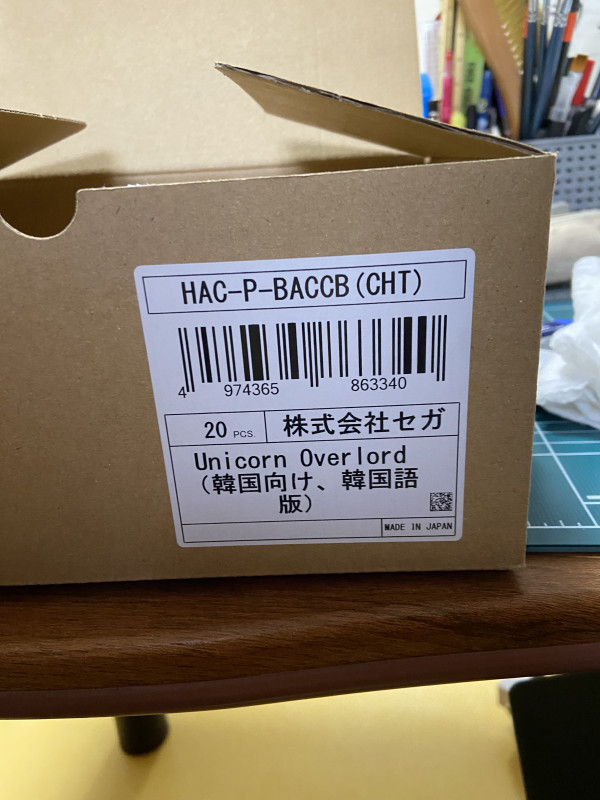 HAC-P-BACCB(CHT)
4 974365 863340
20 PCS. 株式会社セガ
Unicorn Overlord
(韓国向け、韓国語
版)
MADE IN JAPAN